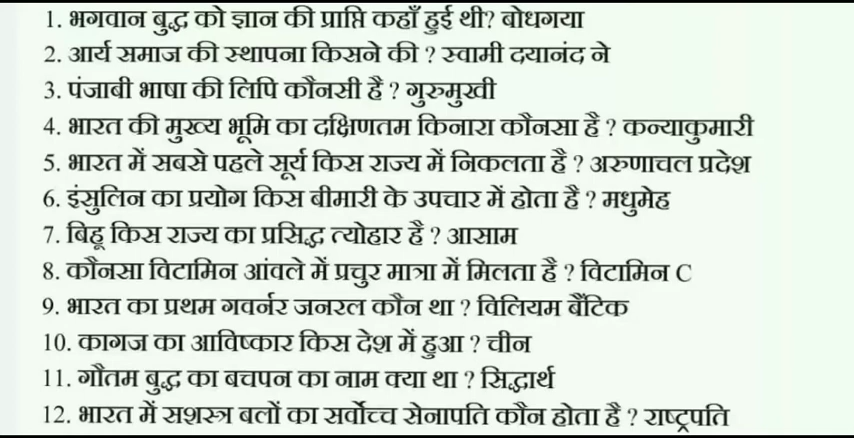 1. भगवान बुद्ध को ज्ञान की प्राप्ति कहाँ हुई थी? बोधगया
2. आर्य समाज की स्थापना किसने की ? स्वामी दयानंद ने
3. पंजाबी भाषा की लिपि कौनसी है ? गुरुमुखी
4. भारत की मुख्य भूमि का दक्षिणतम किनारा कौनसा है ? कन्याकुमारी
5. भारत में सबसे पहले सूर्य किस राज्य में निकलता है ? अरुणाचल प्रदेश
6. इंसुलिन का प्रयोग किस बीमारी के उपचार में होता है ? मधुमेह
7. बिहू किस राज्य का प्रसिद्ध त्योहार है ? आसाम
8. कौनसा विटामिन आंवले में प्रचुर मात्रा में मिलता है ? विटामिन C
9. भारत का प्रथम गवर्नर जनरल कौन था ? विलियम बैंटिक
10. कागज का आविष्कार किस देश में हुआ ? चीन
11. गौतम बुद्ध का बचपन का नाम क्या था ? सिद्धार्थ
12. भारत में सशस्त्र बलों का सर्वोच्च सेनापति कौन होता है ? राष्ट्रपति